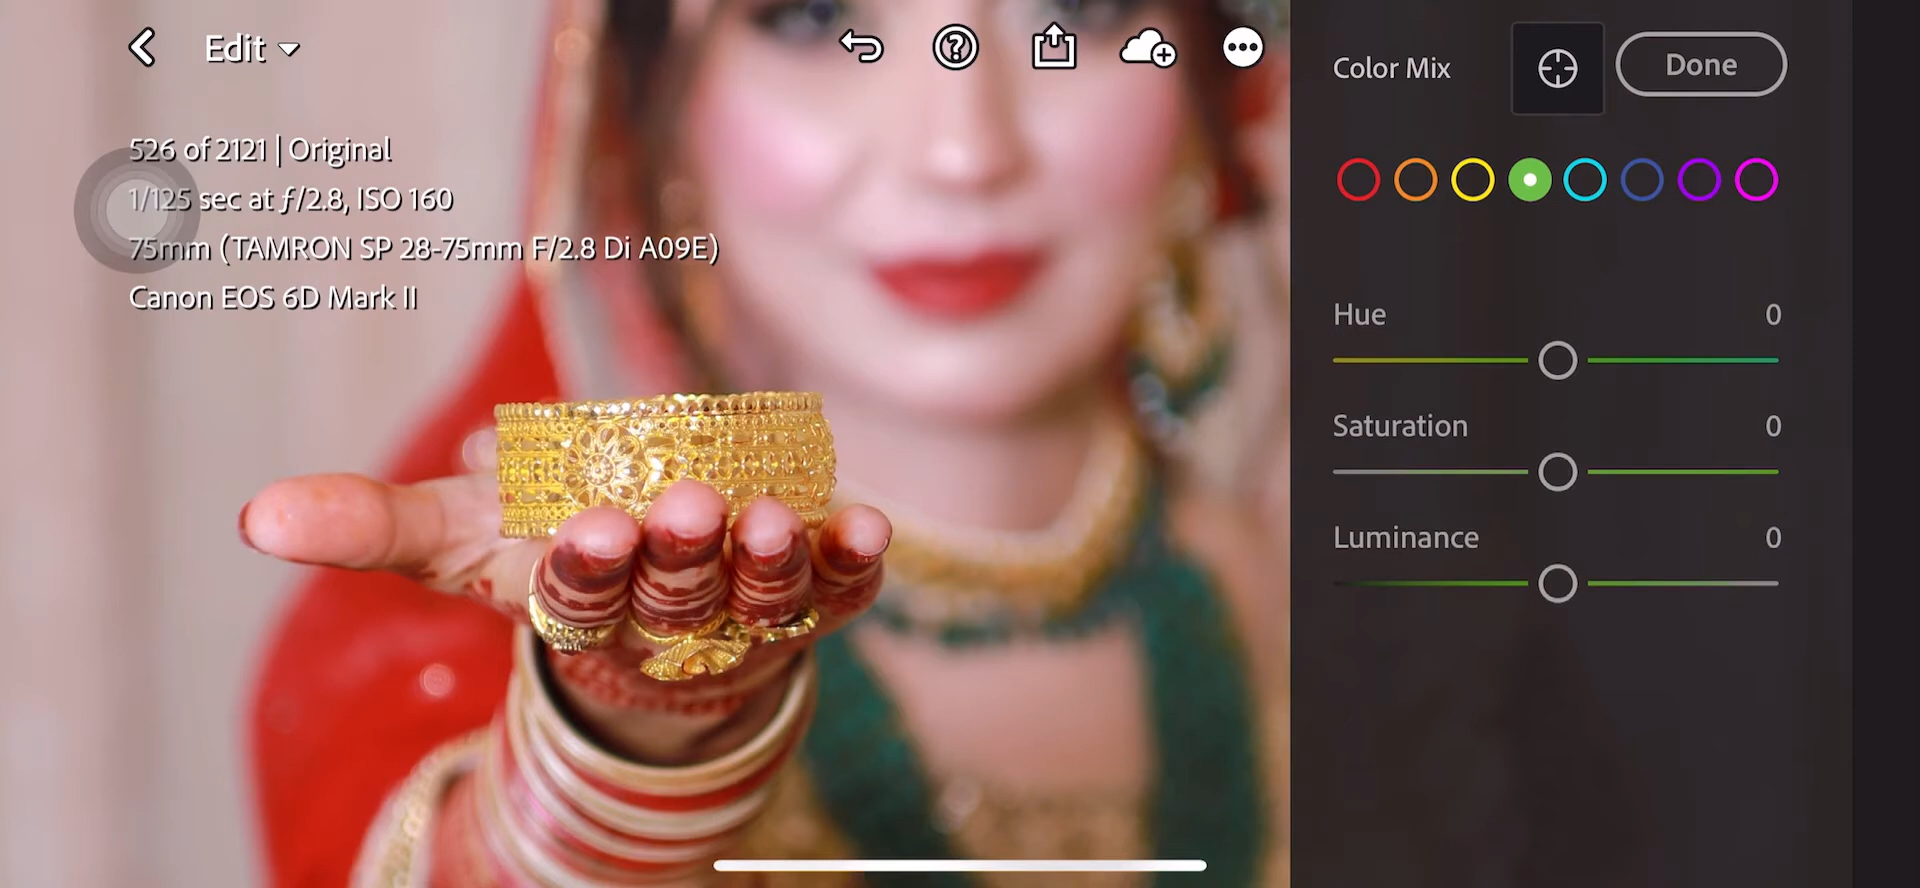 Edit
526 of 2121 | Original
1/125 sec at ƒ/2.8, ISO 160
75mm (TAMRON SP 28-75mm F/2.8 Di A09E)
Canon EOS 6D Mark II
Color Mix
Done
Hue 0
Saturation 0
Luminance 0